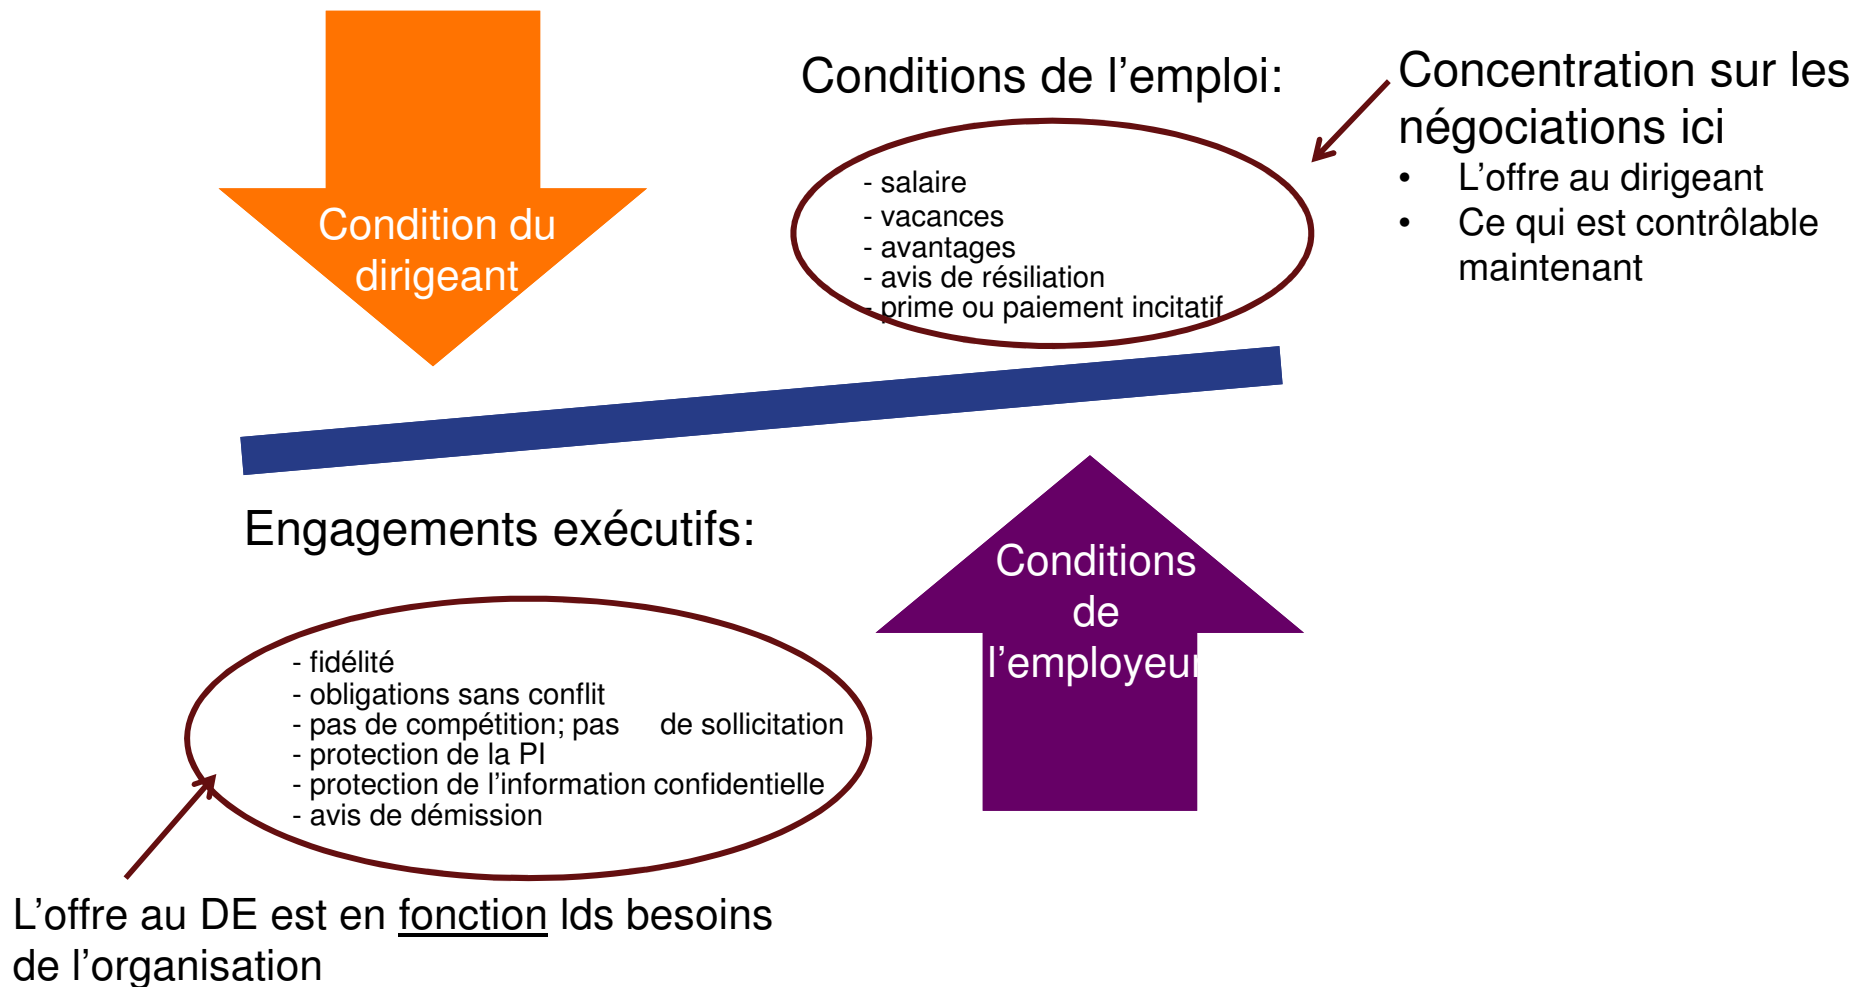 Condition du
dirigeant
Conditions de l’emploi:
- salaire
- vacances
- avantages
- avis de résiliation
- prime ou paiement incitatif
Concentration sur les
négociations ici
• L’offre au dirigeant
• Ce qui est contrôlable
maintenant
Engagements exécutifs:
- fidélité
- obligations sans conflit
- pas de compétition; pas de sollicitation
- protection de la PI
- protection de l’information confidentielle
- avis de démission
Conditions
de
l’employeur
L’offre au DE est en fonction lds besoins
de l’organisation